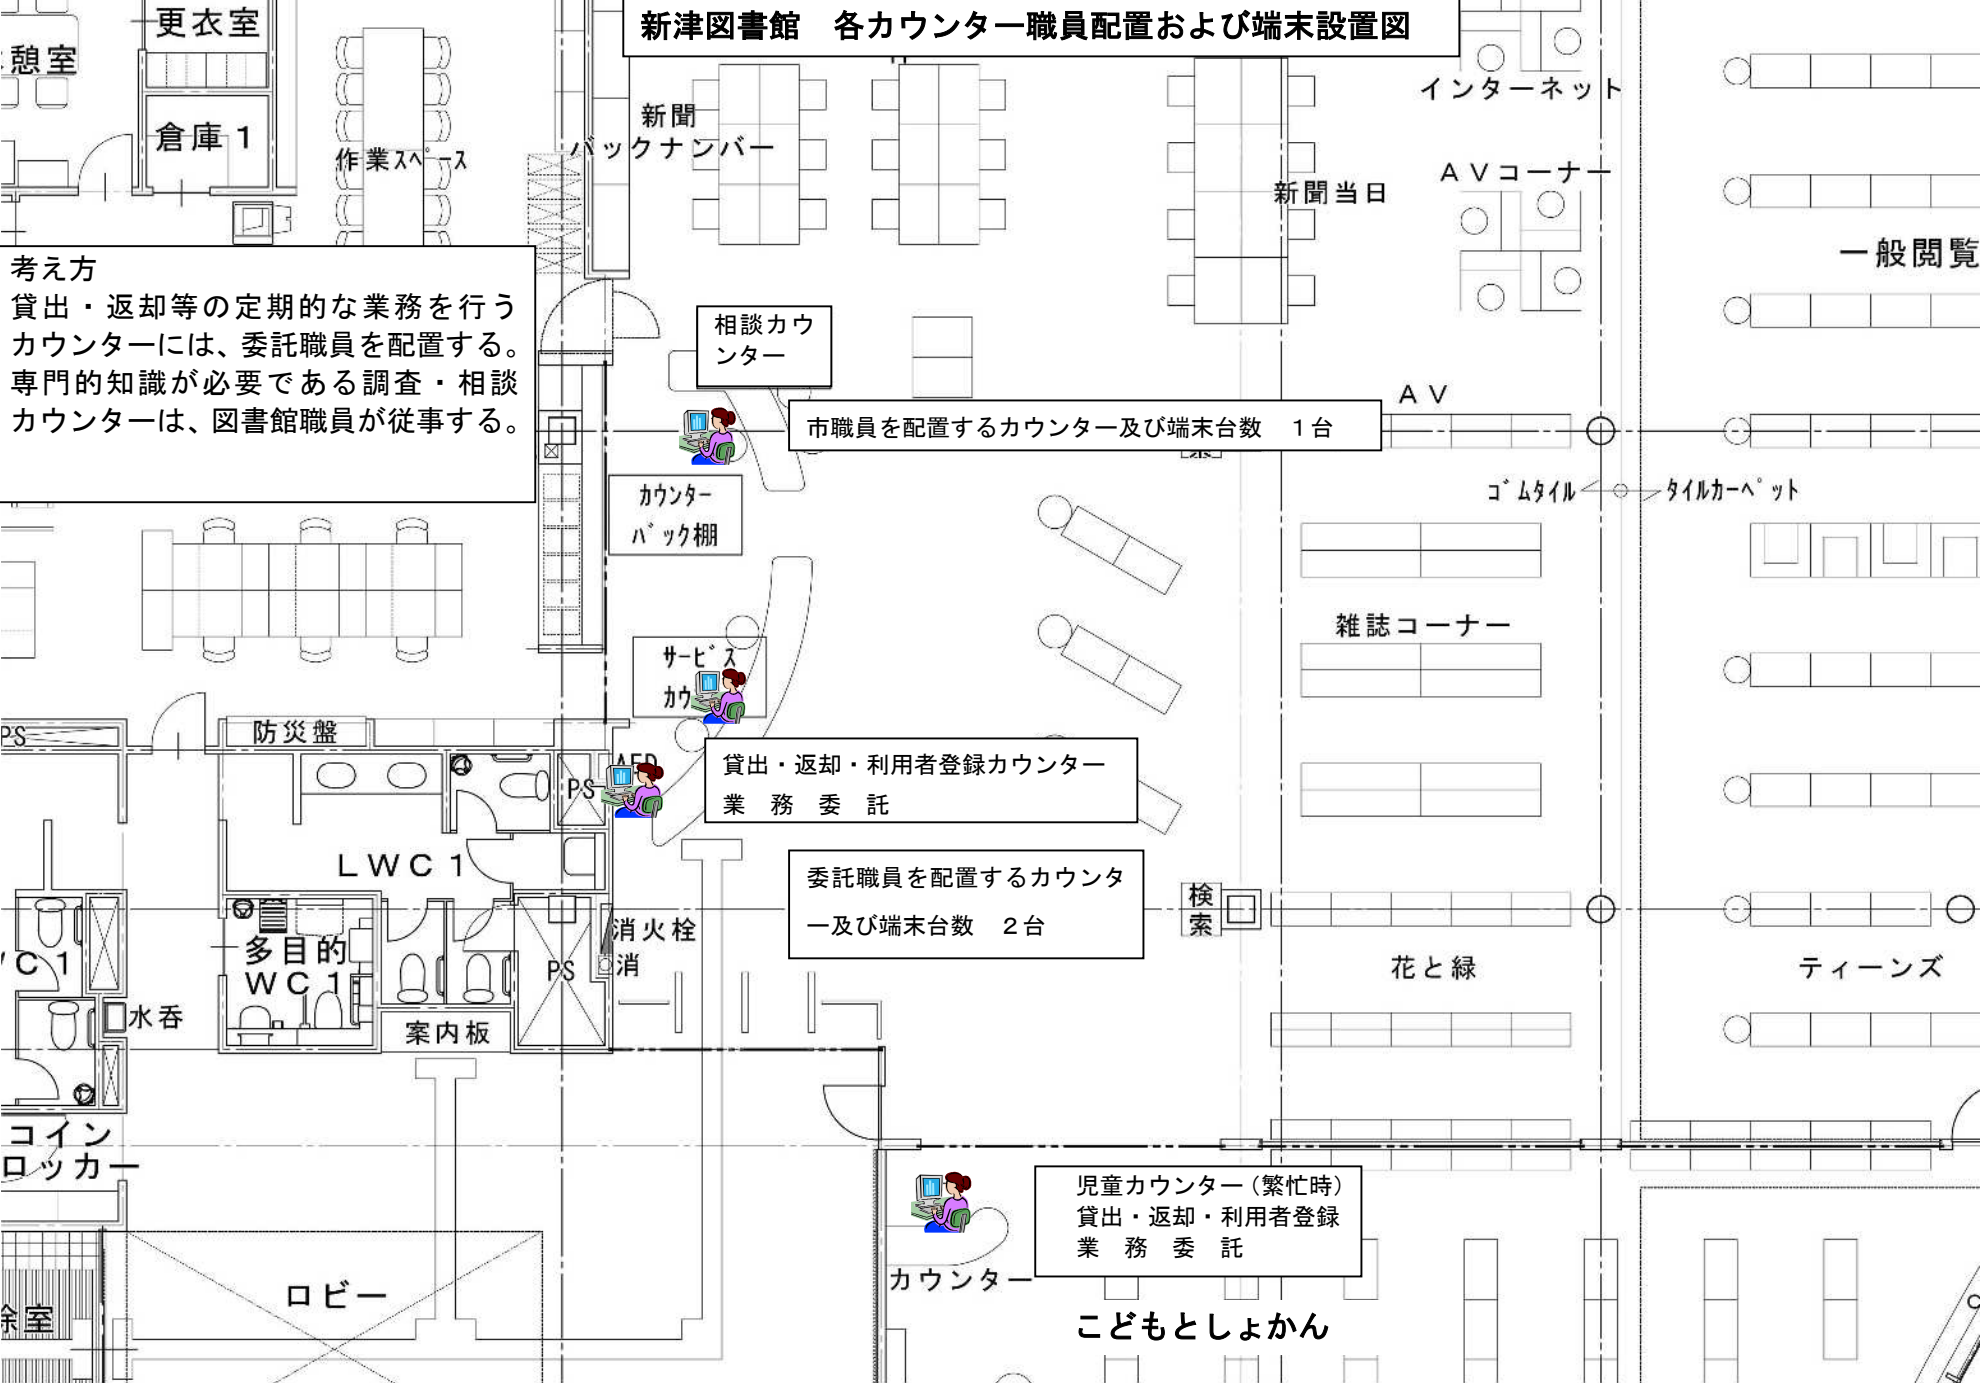 新津図書館　各カウンター職員配置および端末設置図
更衣室
憩室
倉庫１
作業スペース
新聞
バックナンバー
新聞当日
インターネット
ＡＶコーナー
一般閲覧
考え方
貸出・返却等の定期的な業務を行う
カウンターには、委託職員を配置する。
専門的知識が必要である調査・相談
カウンターは、図書館職員が従事する。
相談カウ
ンター
市職員を配置するカウンター及び端末台数　１台
ＡＶ
ゴムタイル
タイルカーペット
カウンター
バック棚
雑誌コーナー
サービス
カウ
PS
防災盤
AED
PS
貸出・返却・利用者登録カウンター
業　務　委　託
ＬＷＣ１
委託職員を配置するカウンタ
ー及び端末台数　２台
検索
消火栓
消
多目的
ＷＣ１
PS
Ｃ１
花と緑
ティーンズ
水呑
案内板
コイン
ロッカー
児童カウンター（繁忙時）
貸出・返却・利用者登録
業　務　委　託
カウンター
ロビー
こどもとしょかん